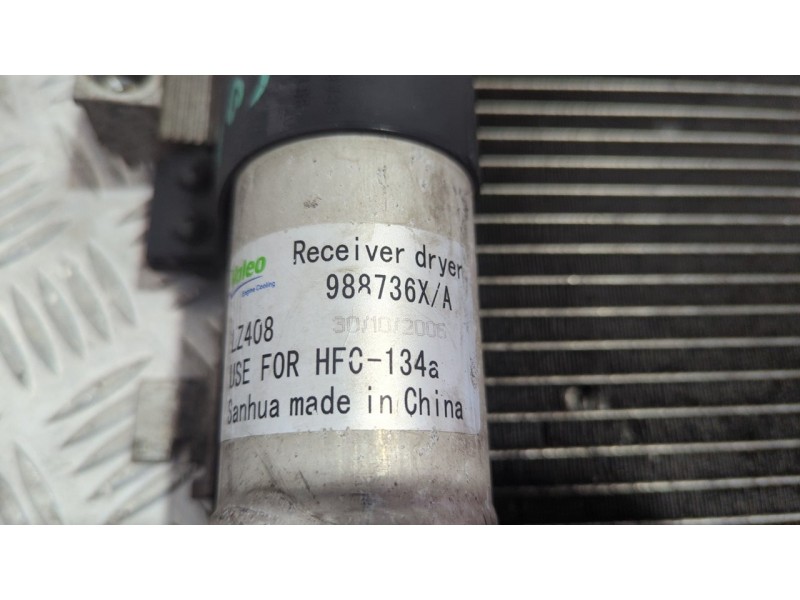 Valeo
Engine Cooling
Receiver dryer
988736X/A
30/10/2006
LZ408
USE FOR HFC-134a
Sanhua made in China